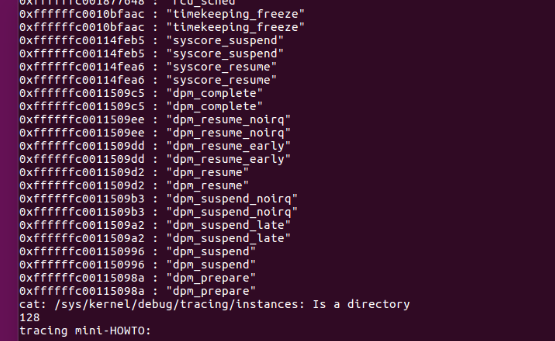 0xffffffc001877648 : "rcu_sched"
0xffffffc0010bfaac : "timekeeping_freeze"
0xffffffc0010bfaac : "timekeeping_freeze"
0xffffffc00114feb5 : "syscore_suspend"
0xffffffc00114feb5 : "syscore_suspend"
0xffffffc00114fea6 : "syscore_resume"
0xffffffc00114fea6 : "syscore_resume"
0xffffffc0011509c5 : "dpm_complete"
0xffffffc0011509c5 : "dpm_complete"
0xffffffc0011509ee : "dpm_resume_noirq"
0xffffffc0011509ee : "dpm_resume_noirq"
0xffffffc0011509dd : "dpm_resume_early"
0xffffffc0011509dd : "dpm_resume_early"
0xffffffc0011509d2 : "dpm_resume"
0xffffffc0011509d2 : "dpm_resume"
0xffffffc0011509b3 : "dpm_suspend_noirq"
0xffffffc0011509b3 : "dpm_suspend_noirq"
0xffffffc0011509a2 : "dpm_suspend_late"
0xffffffc0011509a2 : "dpm_suspend_late"
0xffffffc001150996 : "dpm_suspend"
0xffffffc001150996 : "dpm_suspend"
0xffffffc00115098a : "dpm_prepare"
0xffffffc00115098a : "dpm_prepare"
cat: /sys/kernel/debug/tracing/instances: Is a directory
128
tracing mini-HOWTO: